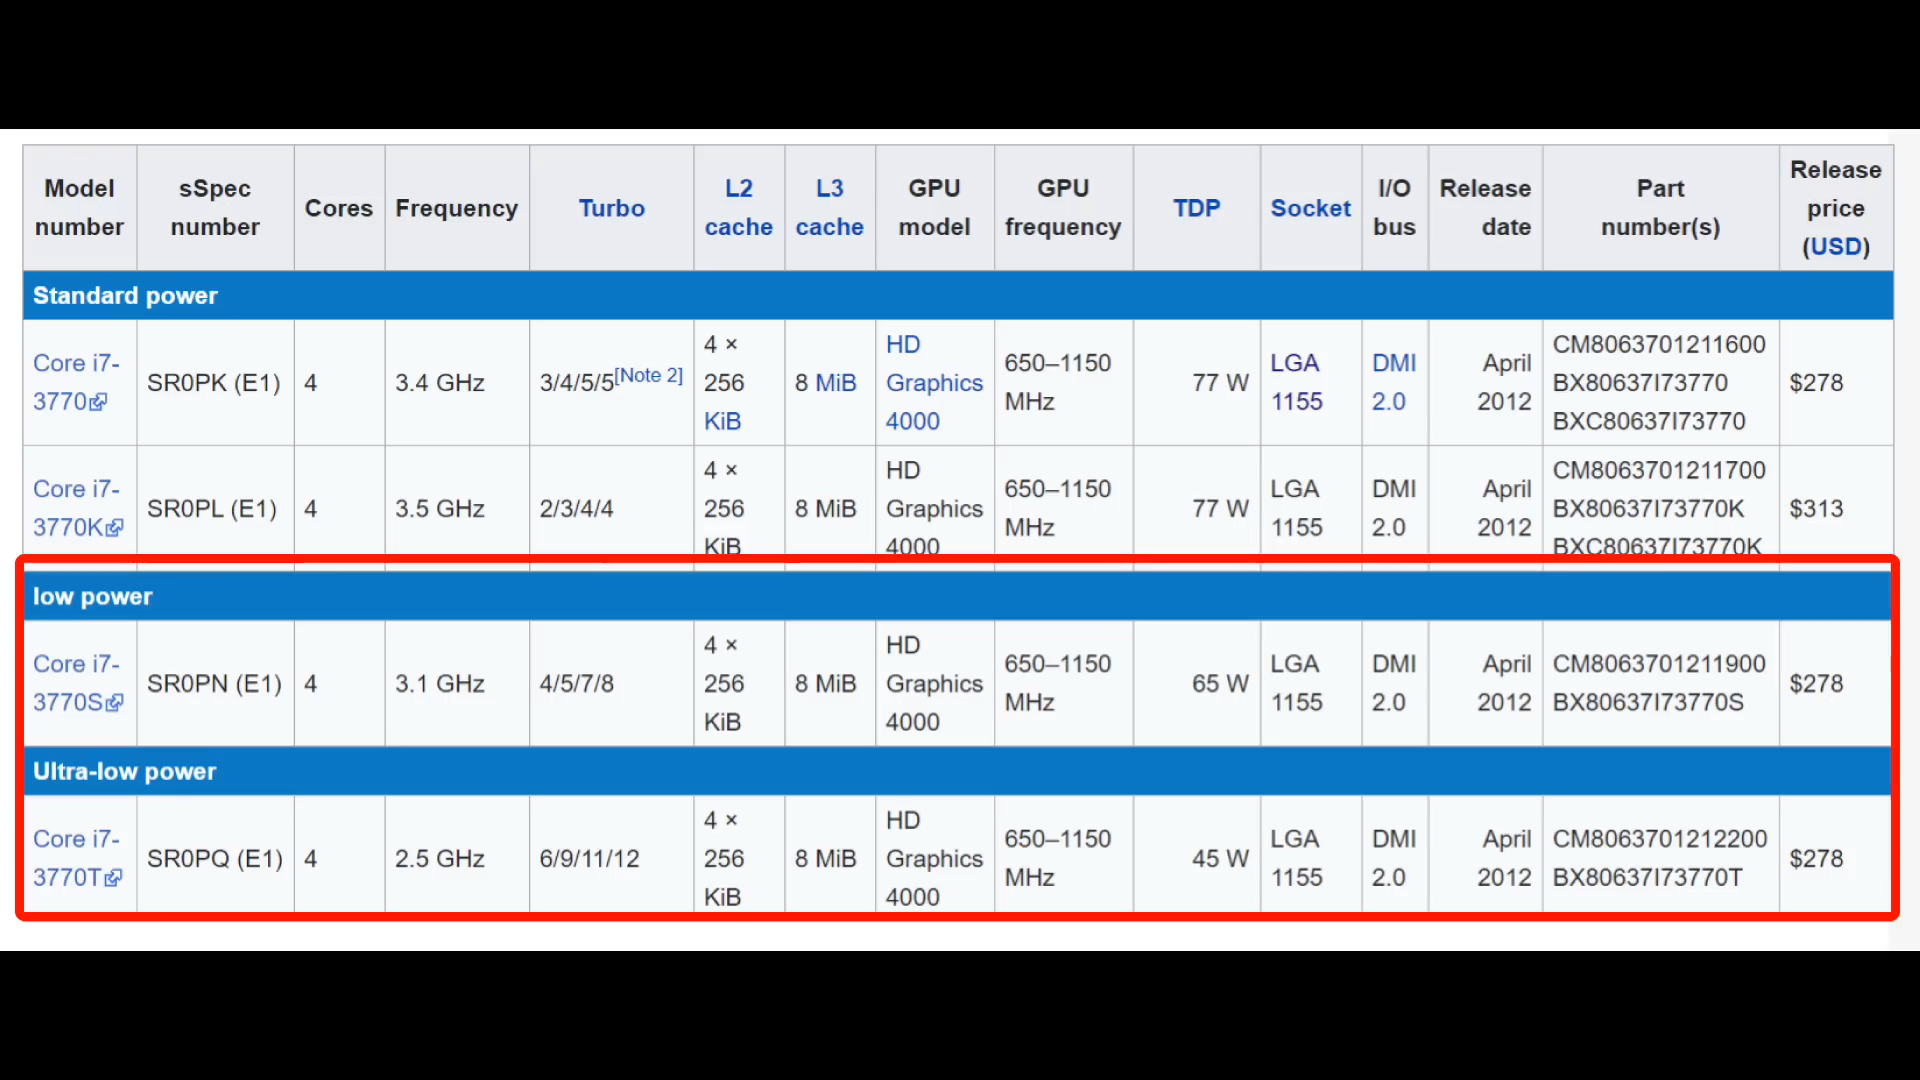 Model number	sSpec number	Cores	Frequency	Turbo	L2 cache	L3 cache	GPU model	GPU frequency	TDP	Socket	I/O bus	Release date	Part number(s)	Release price (USD)
Standard power
Core i7-3770	SR0PK (E1)	4	3.4 GHz	3/4/5/5[Note 2]	4 × 256 KiB	8 MiB	HD Graphics 4000	650–1150 MHz	77 W	LGA 1155	DMI 2.0	April 2012	CM8063701211600 BX80637I73770 BXC80637I73770	$278
Core i7-3770K	SR0PL (E1)	4	3.5 GHz	2/3/4/4	4 × 256 KiB	8 MiB	HD Graphics 4000	650–1150 MHz	77 W	LGA 1155	DMI 2.0	April 2012	CM8063701211700 BX80637I73770K BXC80637I73770K	$313
low power
Core i7-3770S	SR0PN (E1)	4	3.1 GHz	4/5/7/8	4 × 256 KiB	8 MiB	HD Graphics 4000	650–1150 MHz	65 W	LGA 1155	DMI 2.0	April 2012	CM8063701211900 BX80637I73770S	$278
Ultra-low power
Core i7-3770T	SR0PQ (E1)	4	2.5 GHz	6/9/11/12	4 × 256 KiB	8 MiB	HD Graphics 4000	650–1150 MHz	45 W	LGA 1155	DMI 2.0	April 2012	CM8063701212200 BX80637I73770T	$278